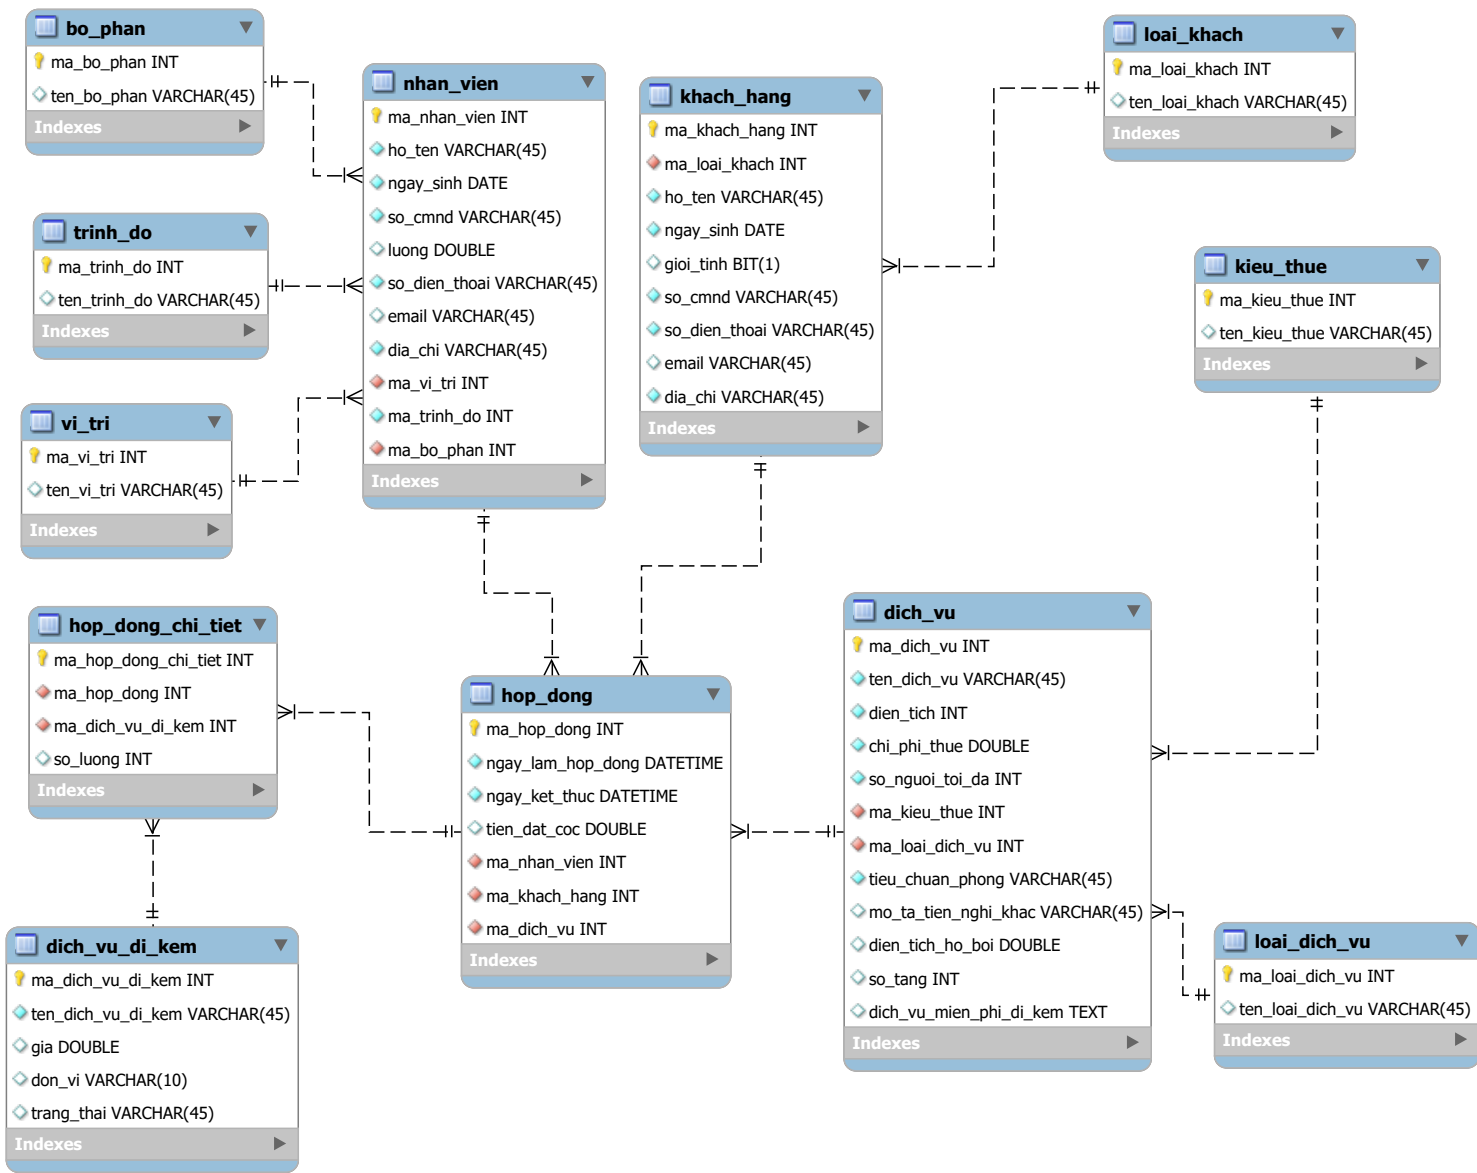 bo_phan
ma_bo_phan INT
ten_bo_phan VARCHAR(45)
Indexes
nhan_vien
ma_nhan_vien INT
ho_ten VARCHAR(45)
ngay_sinh DATE
so_cmnd VARCHAR(45)
luong DOUBLE
so_dien_thoai VARCHAR(45)
email VARCHAR(45)
dia_chi VARCHAR(45)
ma_vi_tri INT
ma_trinh_do INT
ma_bo_phan INT
Indexes
khach_hang
ma_khach_hang INT
ma_loai_khach INT
ho_ten VARCHAR(45)
ngay_sinh DATE
gioi_tinh BIT(1)
so_cmnd VARCHAR(45)
so_dien_thoai VARCHAR(45)
email VARCHAR(45)
dia_chi VARCHAR(45)
Indexes
loai_khach
ma_loai_khach INT
ten_loai_khach VARCHAR(45)
Indexes
trinh_do
ma_trinh_do INT
ten_trinh_do VARCHAR(45)
Indexes
kieu_thue
ma_kieu_thue INT
ten_kieu_thue VARCHAR(45)
Indexes
vi_tri
ma_vi_tri INT
ten_vi_tri VARCHAR(45)
Indexes
hop_dong_chi_tiet
ma_hop_dong_chi_tiet INT
ma_hop_dong INT
ma_dich_vu_di_kem INT
so_luong INT
Indexes
hop_dong
ma_hop_dong INT
ngay_lam_hop_dong DATETIME
ngay_ket_thuc DATETIME
tien_dat_coc DOUBLE
ma_nhan_vien INT
ma_khach_hang INT
ma_dich_vu INT
Indexes
dich_vu
ma_dich_vu INT
ten_dich_vu VARCHAR(45)
dien_tich INT
chi_phi_thue DOUBLE
so_nguoi_toi_da INT
ma_kieu_thue INT
ma_loai_dich_vu INT
tieu_chuan_phong VARCHAR(45)
mo_ta_tien_nghi_khac VARCHAR(45)
dien_tich_ho_boi DOUBLE
so_tang INT
dich_vu_mien_phi_di_kem TEXT
Indexes
dich_vu_di_kem
ma_dich_vu_di_kem INT
ten_dich_vu_di_kem VARCHAR(45)
gia DOUBLE
don_vi VARCHAR(10)
trang_thai VARCHAR(45)
Indexes
loai_dich_vu
ma_loai_dich_vu INT
ten_loai_dich_vu VARCHAR(45)
Indexes